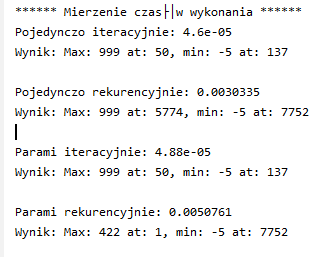 ****** Mierzenie czas├│w wykonania ******
Pojedynczo iteracyjnie: 4.6e-05
Wynik: Max: 999 at: 50, min: -5 at: 137
Pojedynczo rekurencyjnie: 0.0030335
Wynik: Max: 999 at: 5774, min: -5 at: 7752
Parami iteracyjnie: 4.88e-05
Wynik: Max: 999 at: 50, min: -5 at: 137
Parami rekurencyjnie: 0.0050761
Wynik: Max: 422 at: 1, min: -5 at: 7752